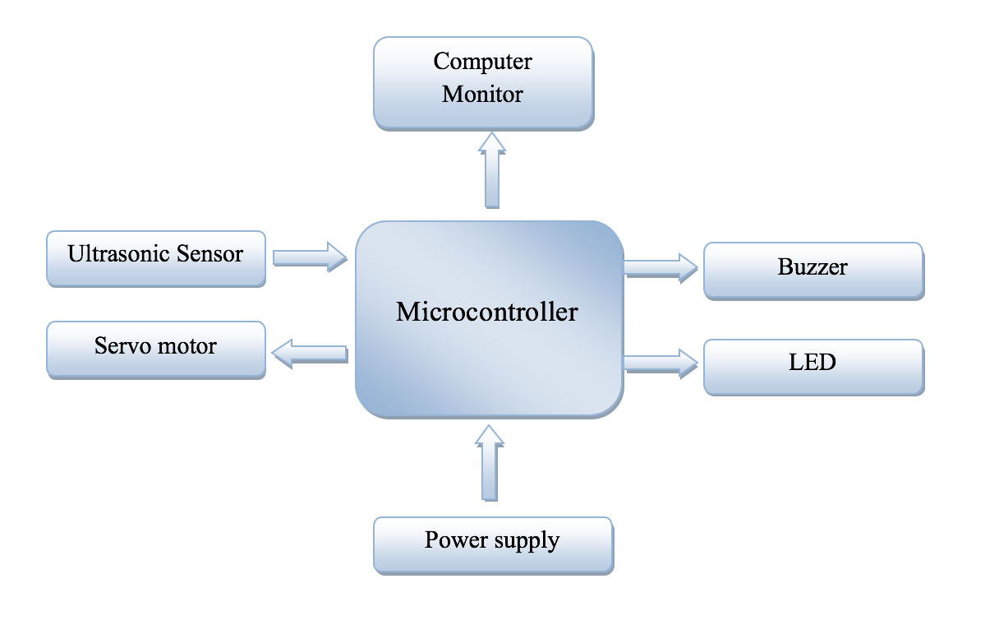 Computer
Monitor
Ultrasonic Sensor
Servo motor
Microcontroller
Buzzer
LED
Power supply